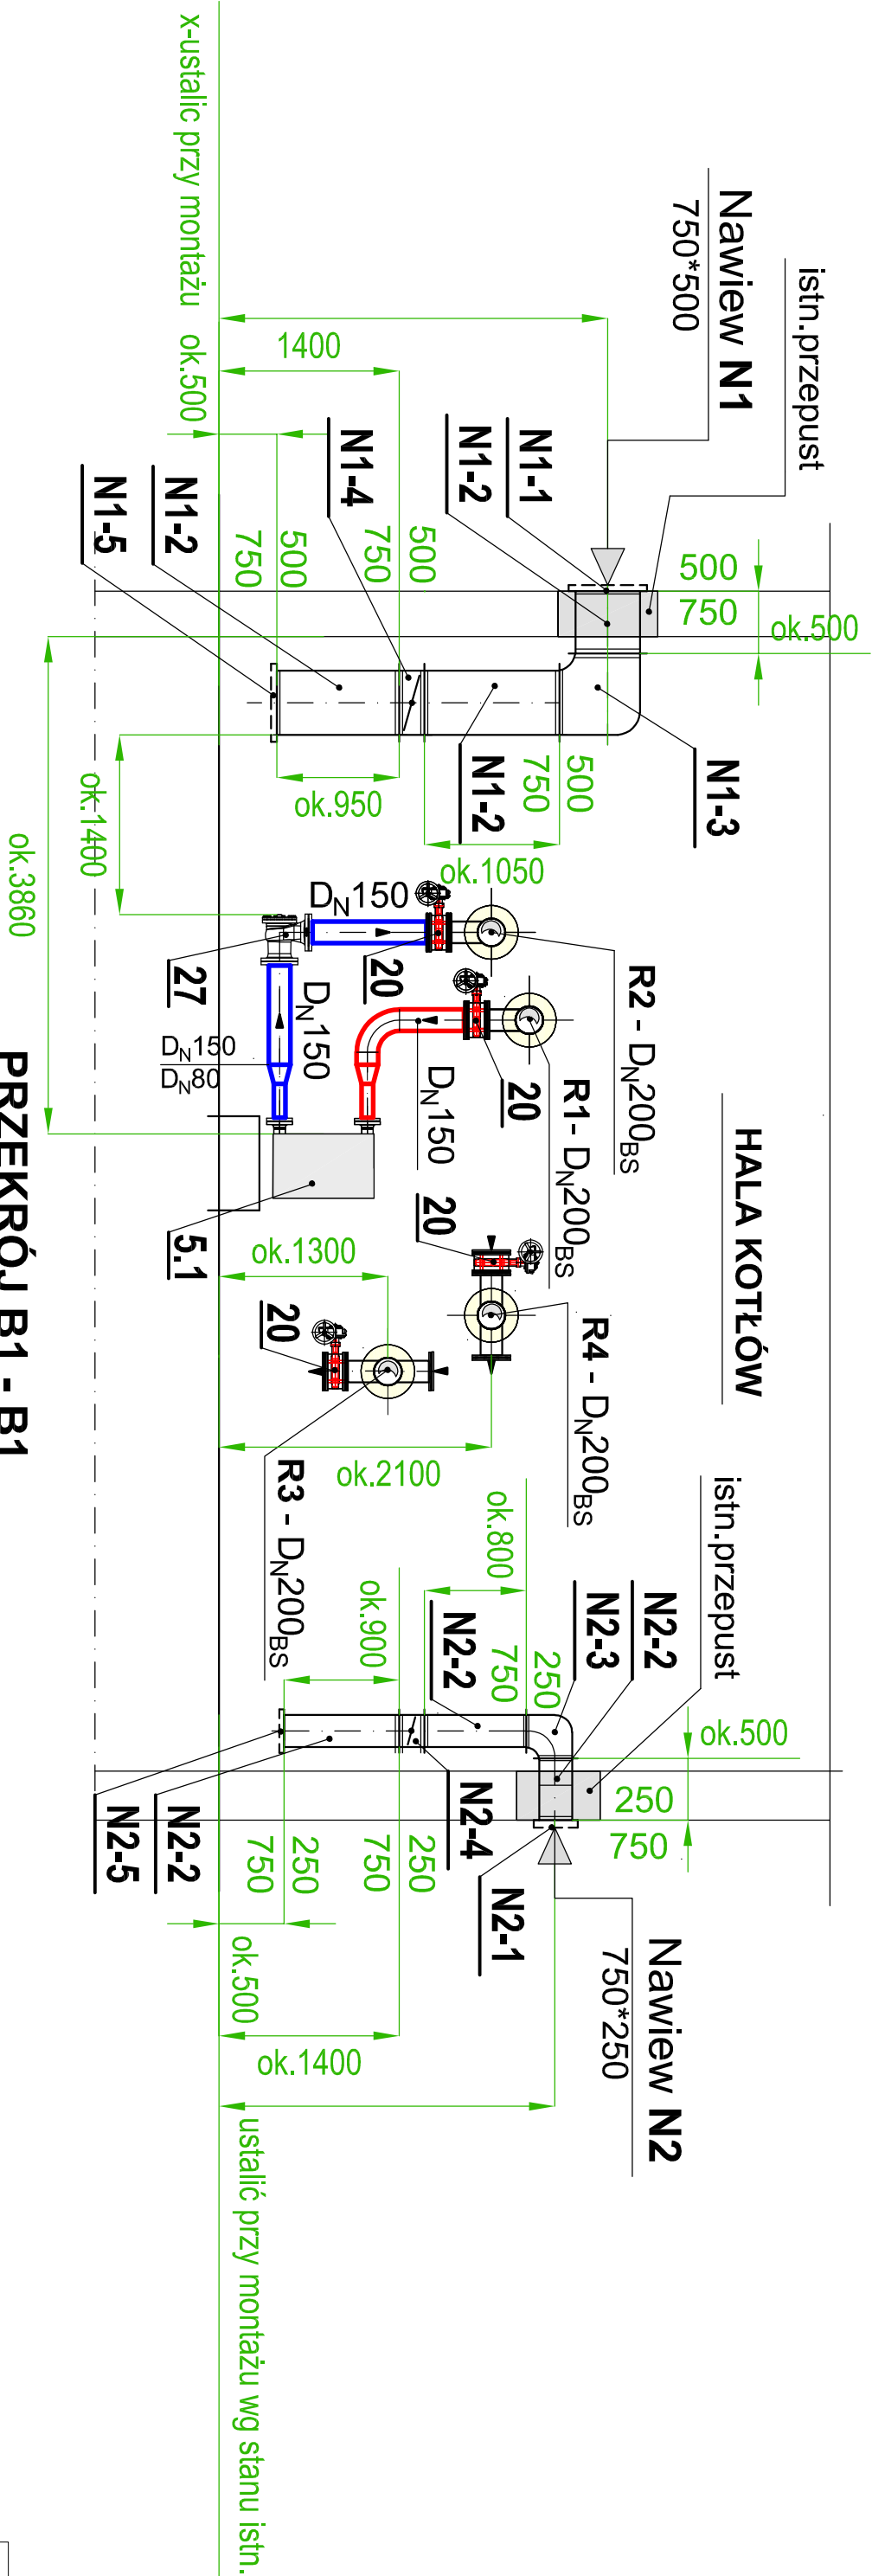 istn.przepust
Nawiew N1
750*500
500
750
ok.500
N1-1
N1-2
N1-3
N1-4
1400
500
750
500
750
500
750
x-ustalic przy montażu
ok.500
N1-2
N1-5
N1-2
ok.950
ok.1050
ok.1400
ok.3860
HALA KOTŁÓW
R2 - DN200BS
R1- DN200BS
R4 - DN200BS
R3 - DN200BS
DN150
20
27
DN150
DN150
DN80
20
DN150
5.1
20
20
ok.1300
ok.2100
istn.przepust
N2-2
N2-3
N2-2
ok.800
ok.900
250
750
ok.500
250
750
Nawiew N2
750*250
N2-1
N2-4
250
750
250
750
N2-2
N2-5
ok.500
ok.1400
ustalić przy montażu wg stanu istn.
PRZEKRÓJ B1 - B1